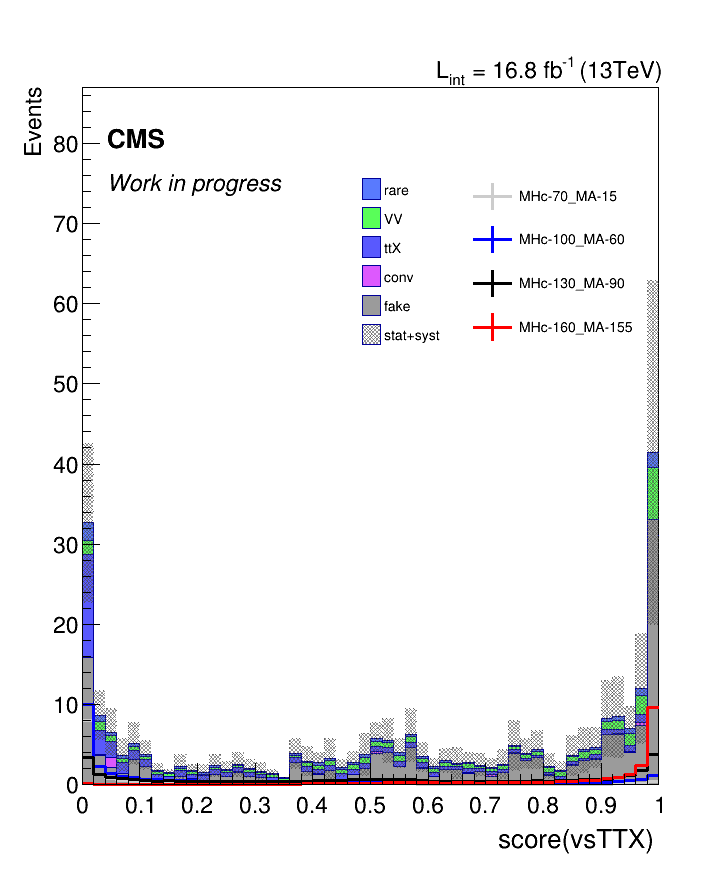 L_int = 16.8 fb^-1 (13TeV)
Events
CMS
Work in progress
rare
VV
ttX
conv
fake
stat+syst
MHc-70_MA-15
MHc-100_MA-60
MHc-130_MA-90
MHc-160_MA-155
80
70
60
50
40
30
20
10
0
0 0.1 0.2 0.3 0.4 0.5 0.6 0.7 0.8 0.9 1
score(vsTTX)